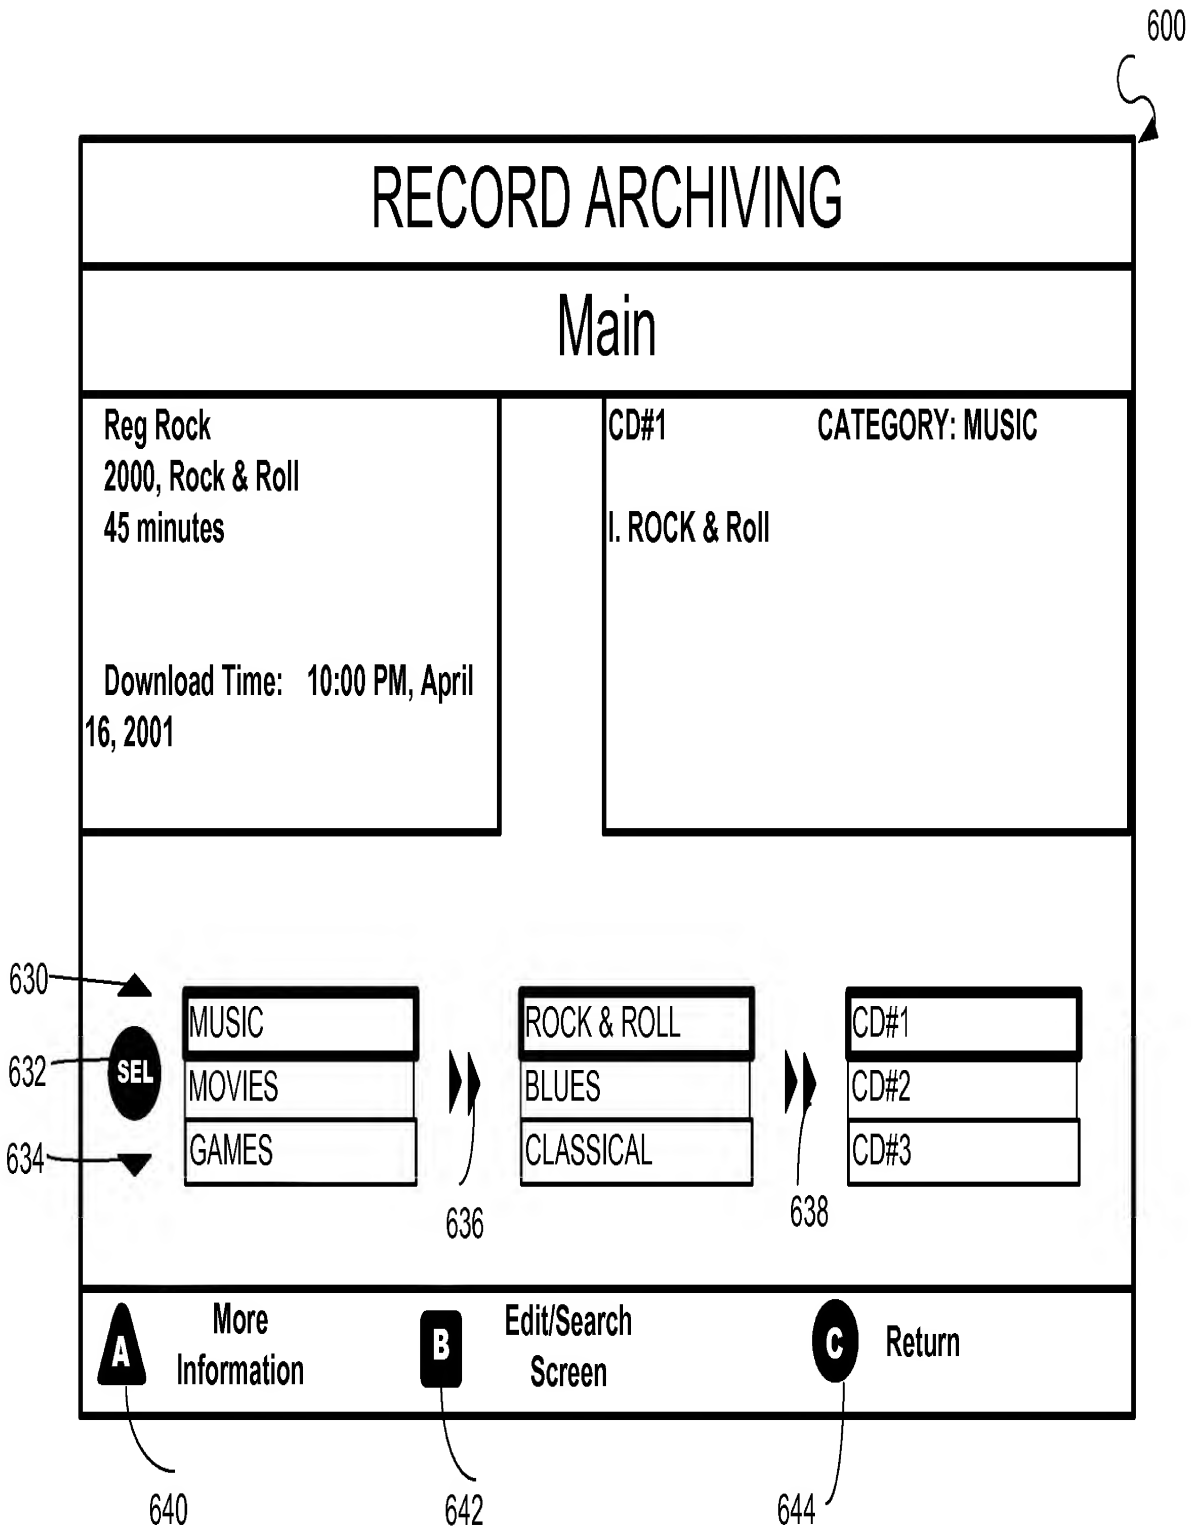 600
RECORD ARCHIVING
Main
Reg Rock
2000, Rock & Roll
45 minutes
Download Time: 10:00 PM, April
16, 2001
CD#1 CATEGORY: MUSIC
I. ROCK & Roll
630
632
634
SEL
MUSIC
MOVIES
GAMES
636
ROCK & ROLL
BLUES
CLASSICAL
638
CD#1
CD#2
CD#3
A
More
Information
B
Edit/Search
Screen
C
Return
640
642
644